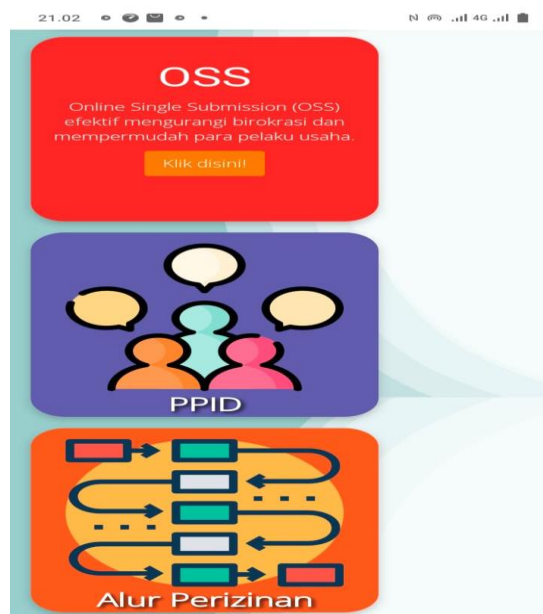 21.02
4G
OSS
Online Single Submission (OSS)
efektif mengurangi birokrasi dan
mempermudah para pelaku usaha.
Klik disini!
PPID
Alur Perizinan